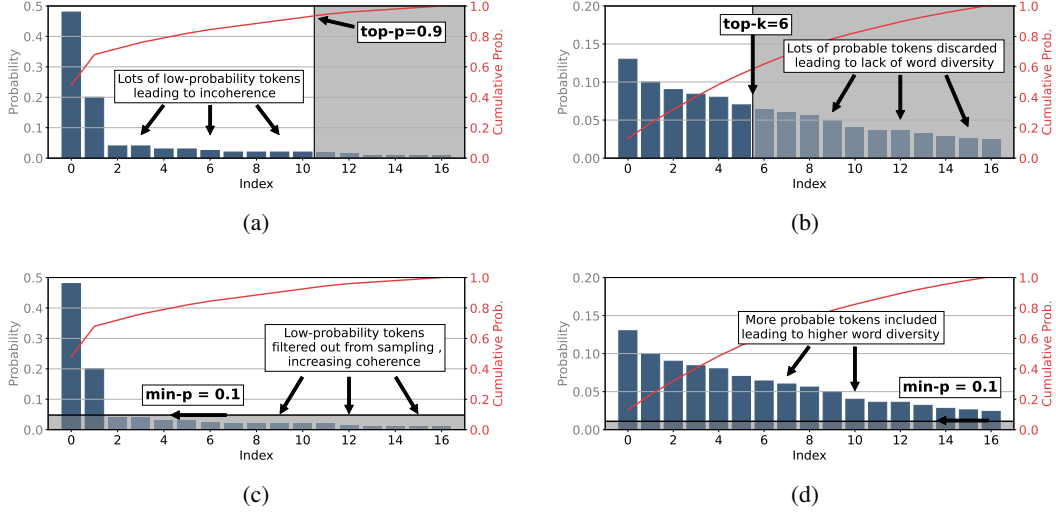 0.5
0.4
0.3
0.2
0.1
0.0
Probability
0 2 4 6 8 10 12 14 16
Index
1.0
0.8
0.6
0.4
0.2
0.0
Cumulative Prob.
top-p=0.9
Lots of low-probability tokens
leading to incoherence
(a)
0.20
0.15
0.10
0.05
0.00
Probability
0 2 4 6 8 10 12 14 16
Index
1.0
0.8
0.6
0.4
0.2
0.0
Cumulative Prob.
top-k=6
Lots of probable tokens discarded
leading to lack of word diversity
(b)
0.5
0.4
0.3
0.2
0.1
0.0
Probability
0 2 4 6 8 10 12 14 16
Index
1.0
0.8
0.6
0.4
0.2
0.0
Cumulative Prob.
Low-probability tokens
filtered out from sampling ,
increasing coherence
min-p = 0.1
(c)
0.20
0.15
0.10
0.05
0.00
Probability
0 2 4 6 8 10 12 14 16
Index
1.0
0.8
0.6
0.4
0.2
0.0
Cumulative Prob.
More probable tokens included
leading to higher word diversity
min-p = 0.1
(d)